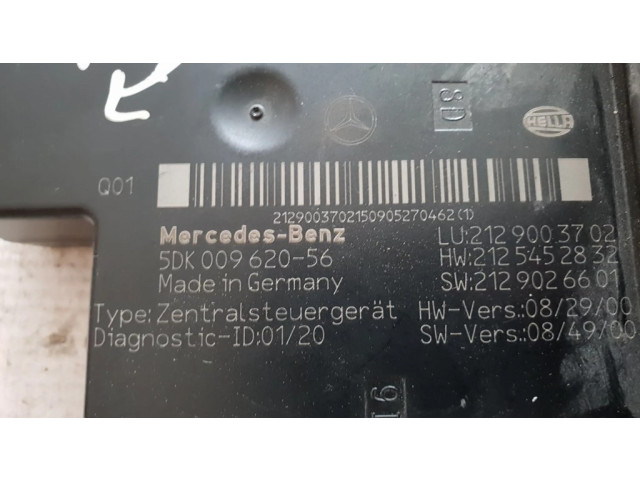 SD
HELLA
Q01
2129003702150905270462(1)
Mercedes-Benz LU:212 900 37 02
5DK 009 620-56 HW:212 545 28 32
Made in Germany SW:212 902 66 01
Type: Zentralsteuergerät HW-Vers:08/29/00
Diagnostic-ID:01/20 SW-Vers.:08/49/00